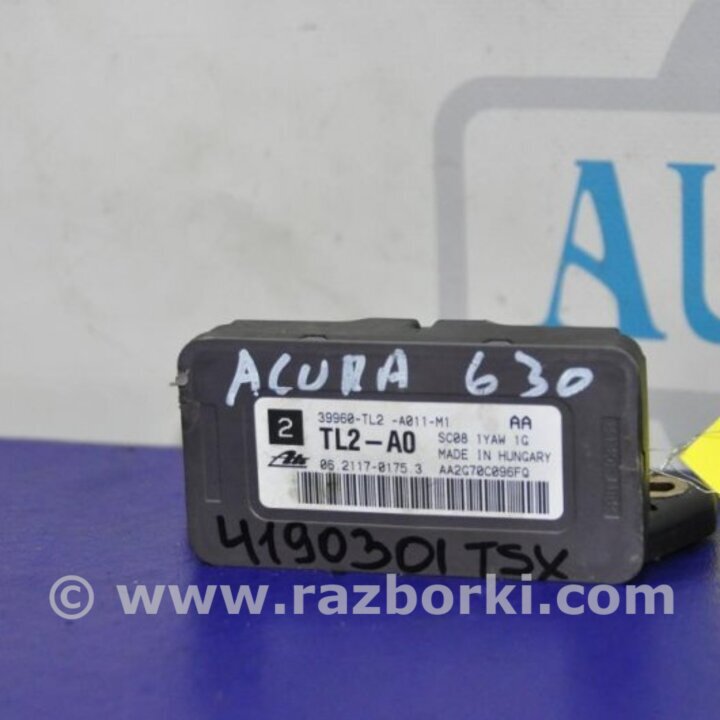 AU
ACURA 630
39960-TL2 -A011-M1 AA
2 TL2-A0 SC08 1YAW 1G
Ate MADE IN HUNGARY
06.2117-0175.3 AA2G70C096FQ
4190301 TSX
© www.razborki.com